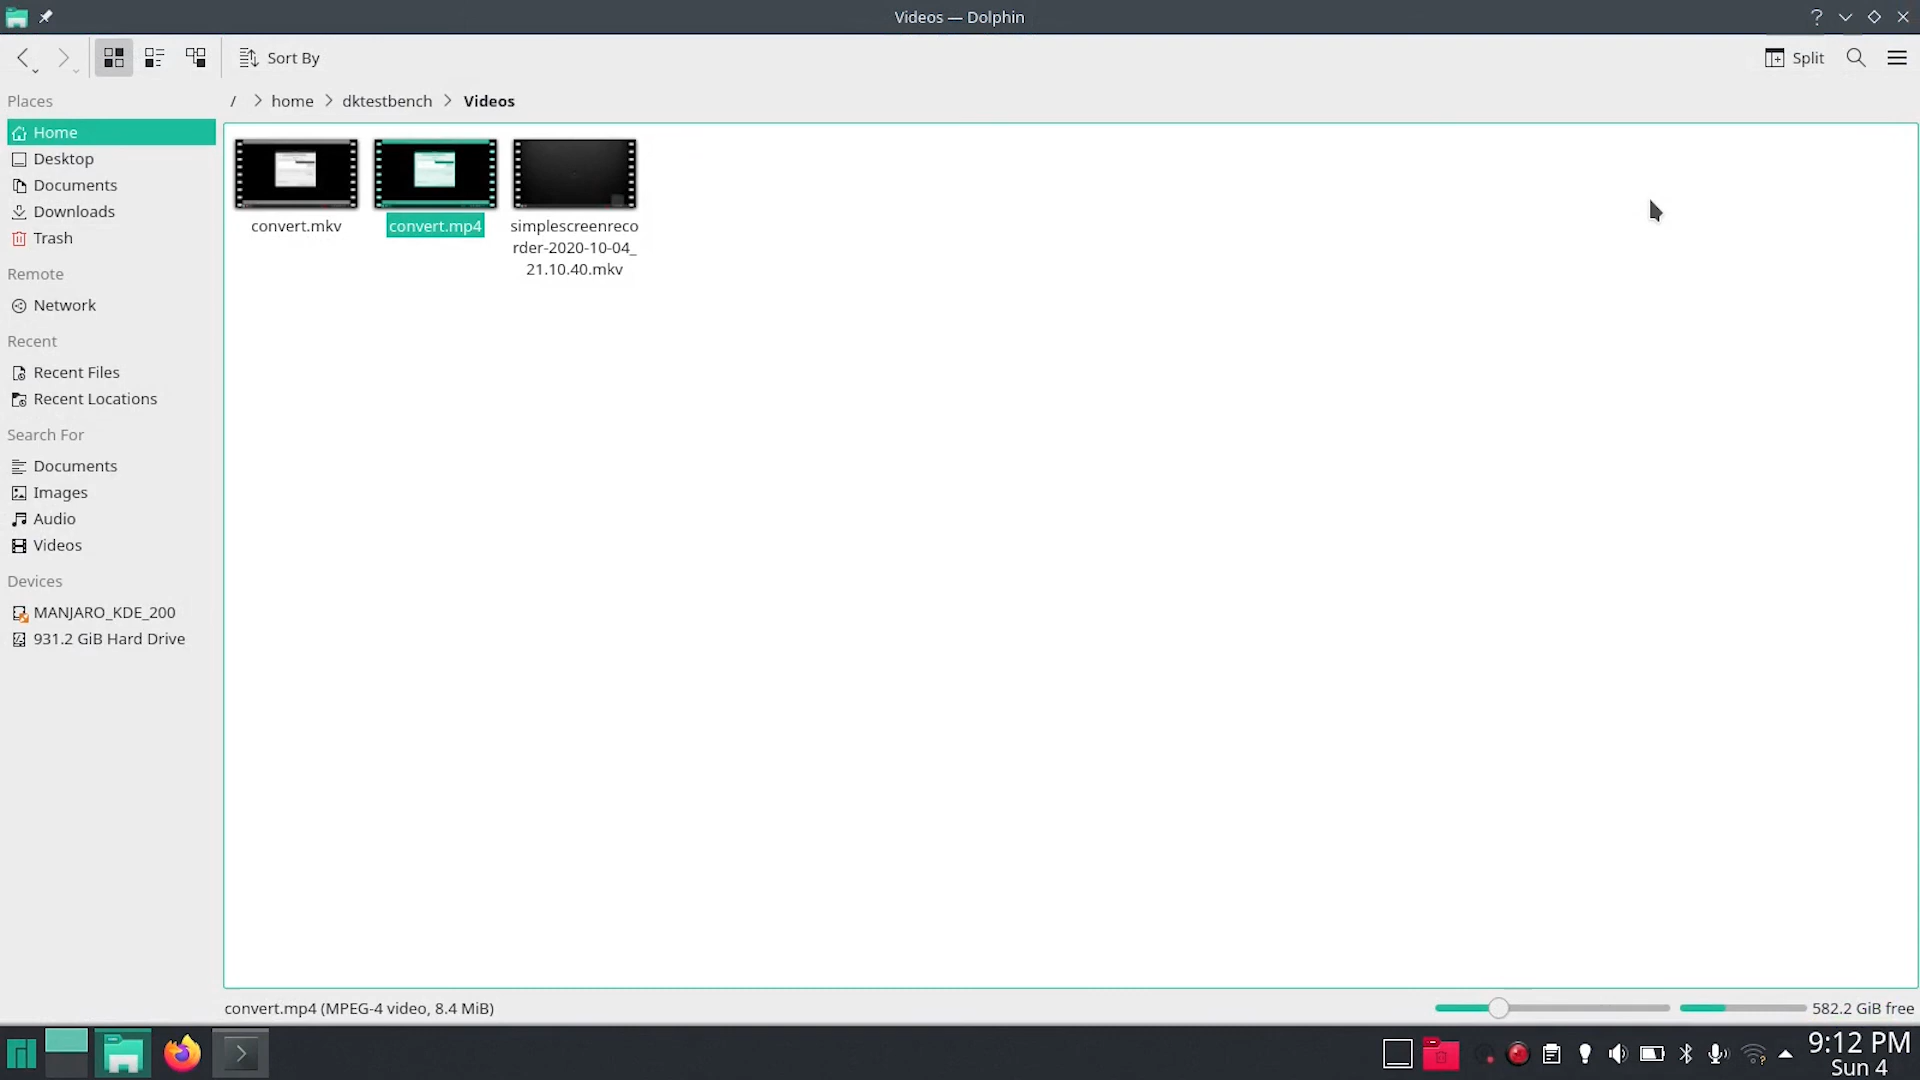 Videos — Dolphin
Sort By
Split
Places
/ > home > dktestbench > Videos
Home
Desktop
Documents
Downloads
Trash
Remote
Network
Recent
Recent Files
Recent Locations
Search For
Documents
Images
Audio
Videos
Devices
MANJARO_KDE_200
931.2 GiB Hard Drive
convert.mkv
convert.mp4
simplescreenreco
rder-2020-10-04_
21.10.40.mkv
convert.mp4 (MPEG-4 video, 8.4 MiB)
582.2 GiB free
9:12 PM
Sun 4